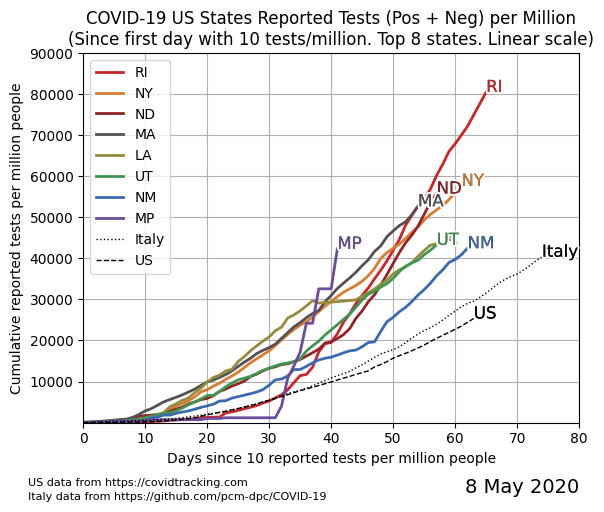 COVID-19 US States Reported Tests (Pos + Neg) per Million
(Since first day with 10 tests/million. Top 8 states. Linear scale)
Cumulative reported tests per million people
90000
80000
70000
60000
50000
40000
30000
20000
10000
RI
NY
ND
MA
LA
UT
NM
MP
Italy
US
RI
NY
ND
MA
MP
UT
NM
Italy
US
0 10 20 30 40 50 60 70 80
Days since 10 reported tests per million people
US data from https://covidtracking.com
Italy data from https://github.com/pcm-dpc/COVID-19
8 May 2020